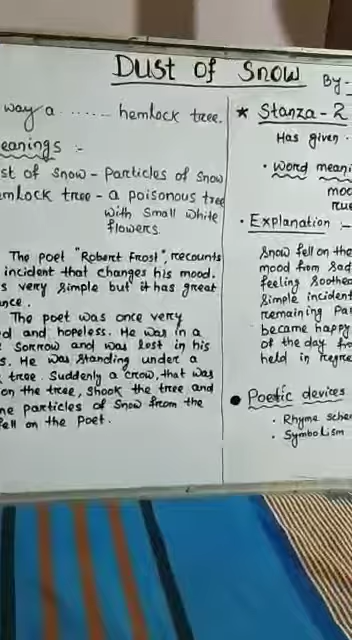 Dust of Snow
By-
way a ...... hemlock tree.
eanings :-
st of snow - particles of snow
mlock tree - a poisonous tree
with small white
flowers.
The poet "Robert Frost", recounts
incident that changes his mood.
s very simple but it has great
nce.
The poet was once very
d and hopeless. He was in a
sorrow and was lost in his
s. He was standing under a
tree. Suddenly a crow, that was
on the tree, shook the tree and
ne particles of snow from the
fell on the poet.
★ Stanza-2
Has given
• word meani
moo
rue
• Explanation :-
snow fell on the
mood from sad
feeling soothe
simple incident
remaining pa
became happy
of the day fro
held in regre
• Poetic devices
• Rhyme sche
• Symbolism